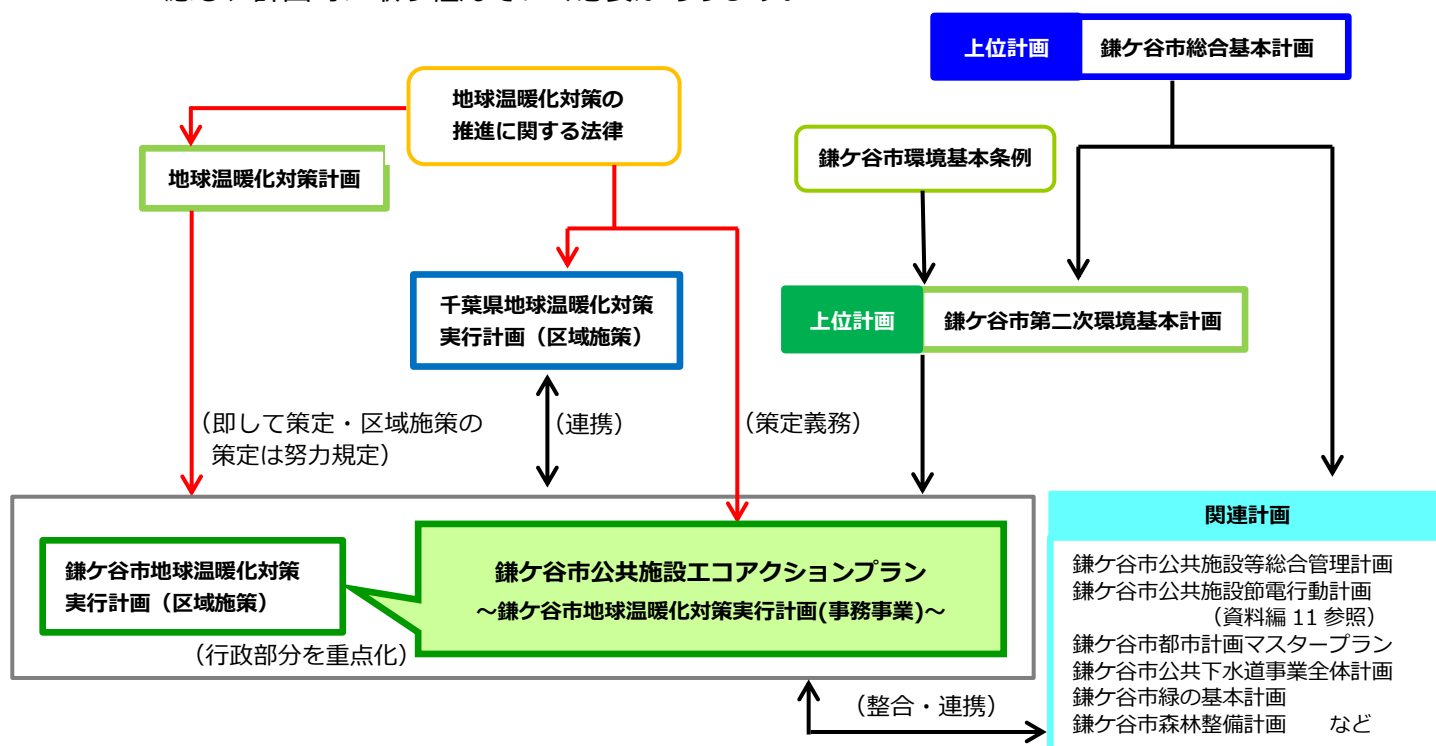 上位計画 鎌ケ谷市総合基本計画
地球温暖化対策の
推進に関する法律
地球温暖化対策計画
鎌ケ谷市環境基本条例
千葉県地球温暖化対策
実行計画（区域施策）
上位計画 鎌ケ谷市第二次環境基本計画
（即して策定・区域施策の
策定は努力規定）
（連携）
（策定義務）
鎌ケ谷市地球温暖化対策
実行計画（区域施策）
（行政部分を重点化）
鎌ケ谷市公共施設エコアクションプラン
～鎌ケ谷市地球温暖化対策実行計画(事務事業)～
（整合・連携）
関連計画
鎌ケ谷市公共施設等総合管理計画
鎌ケ谷市公共施設節電行動計画
（資料編 11 参照）
鎌ケ谷市都市計画マスタープラン
鎌ケ谷市公共下水道事業全体計画
鎌ケ谷市緑の基本計画
鎌ケ谷市森林整備計画 など